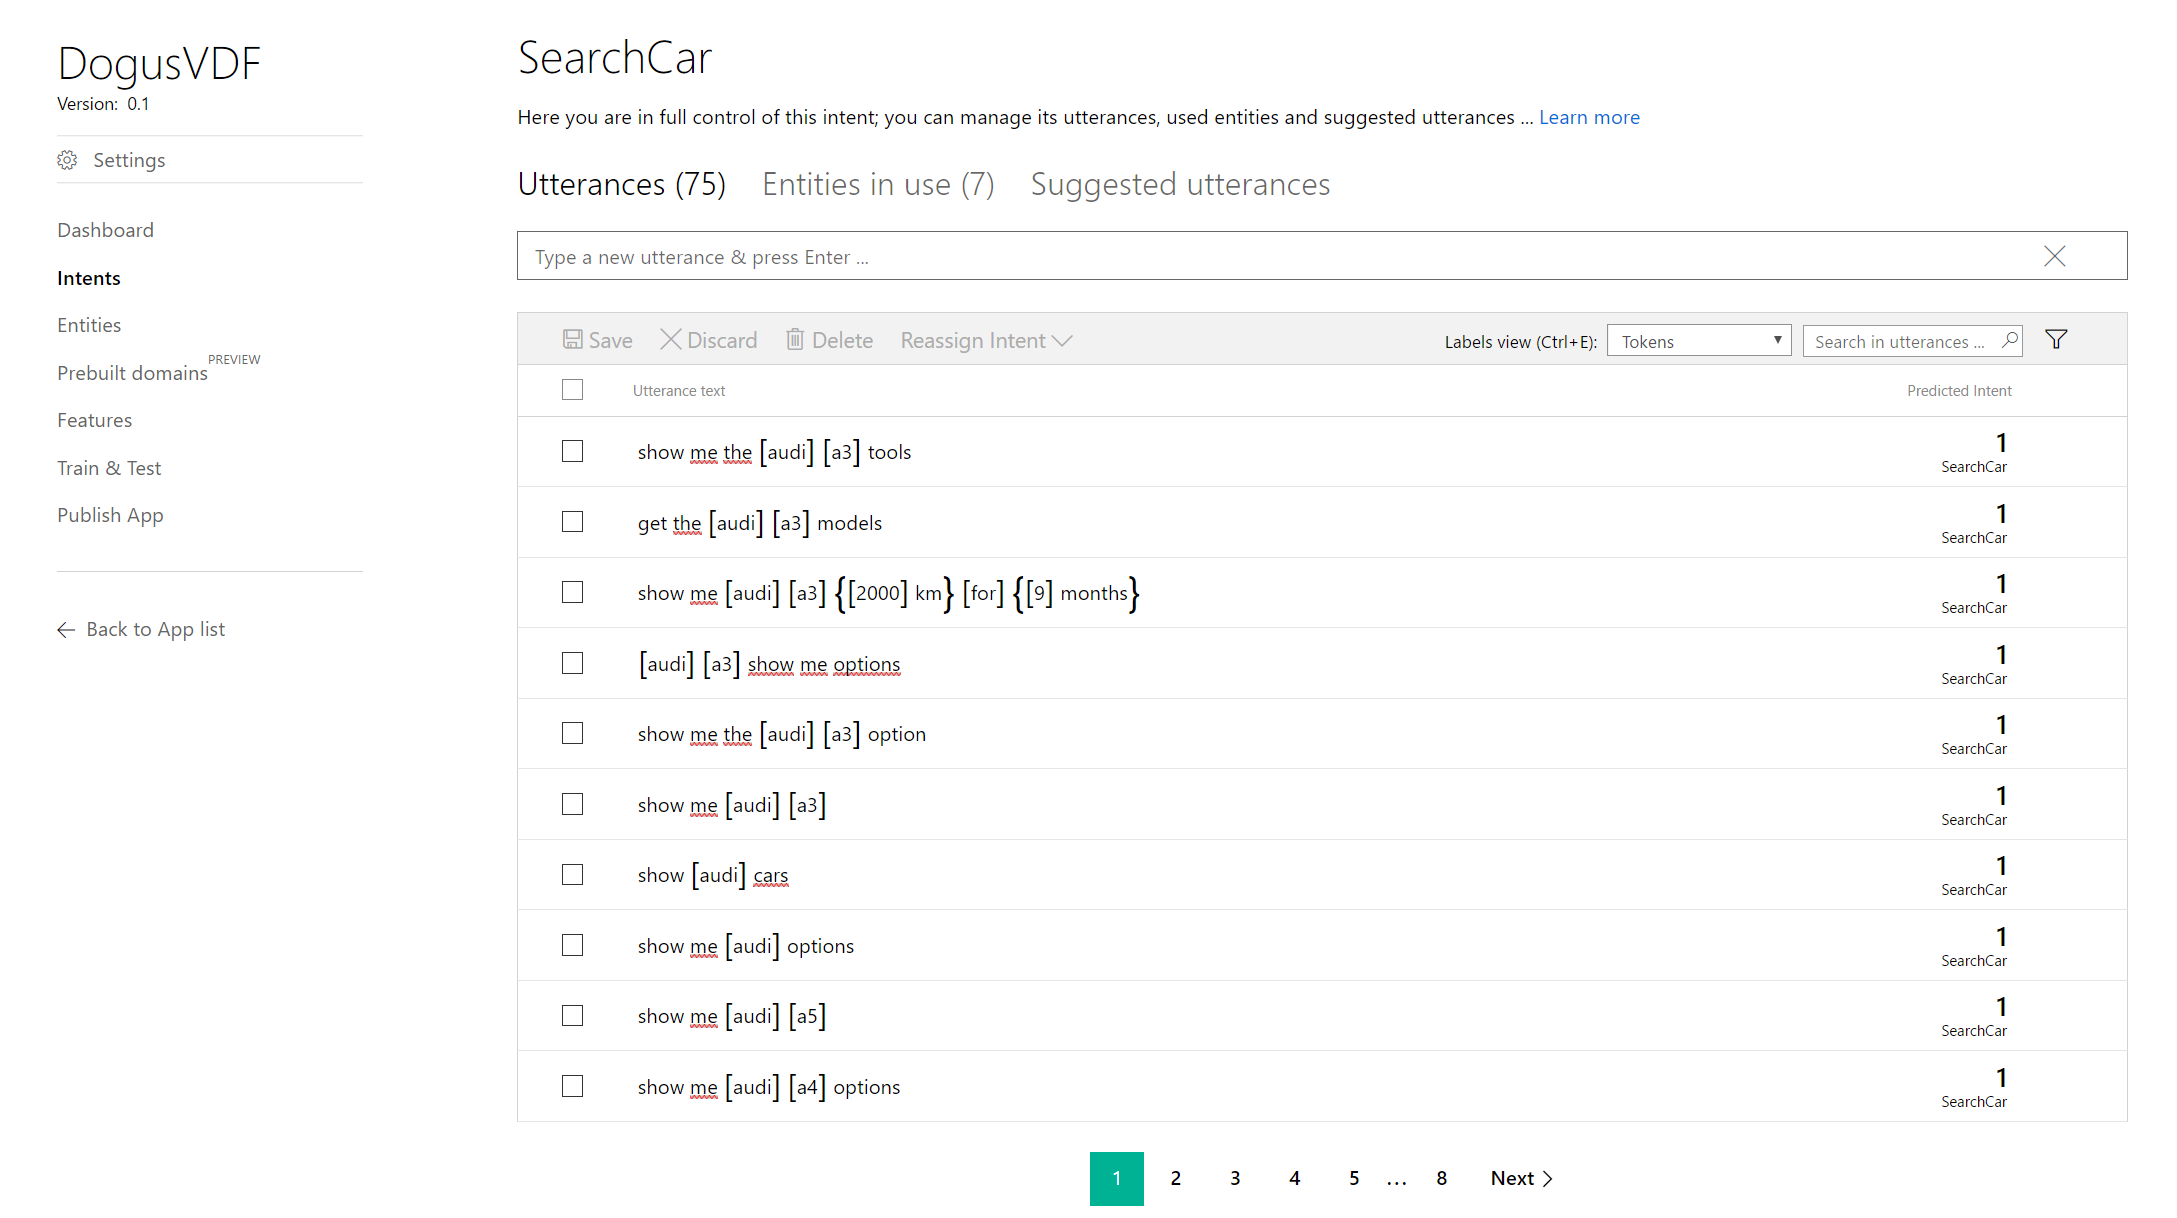 DogusVDF
Version: 0.1
Settings
Dashboard
Intents
Entities
Prebuilt domains PREVIEW
Features
Train & Test
Publish App
Back to App list
SearchCar
Here you are in full control of this intent; you can manage its utterances, used entities and suggested utterances ... Learn more
Utterances (75) Entities in use (7) Suggested utterances
Type a new utterance & press Enter ...
Save Discard Delete Reassign Intent Labels view (Ctrl+E): Tokens Search in utterances ...
Utterance text Predicted Intent
show me the [audi] [a3] tools 1
SearchCar
get the [audi] [a3] models 1
SearchCar
show me [audi] [a3] {[2000] km} [for] {[9] months} 1
SearchCar
[audi] [a3] show me options 1
SearchCar
show me the [audi] [a3] option 1
SearchCar
show me [audi] [a3] 1
SearchCar
show [audi] cars 1
SearchCar
show me [audi] options 1
SearchCar
show me [audi] [a5] 1
SearchCar
show me [audi] [a4] options 1
SearchCar
1 2 3 4 5 ... 8 Next